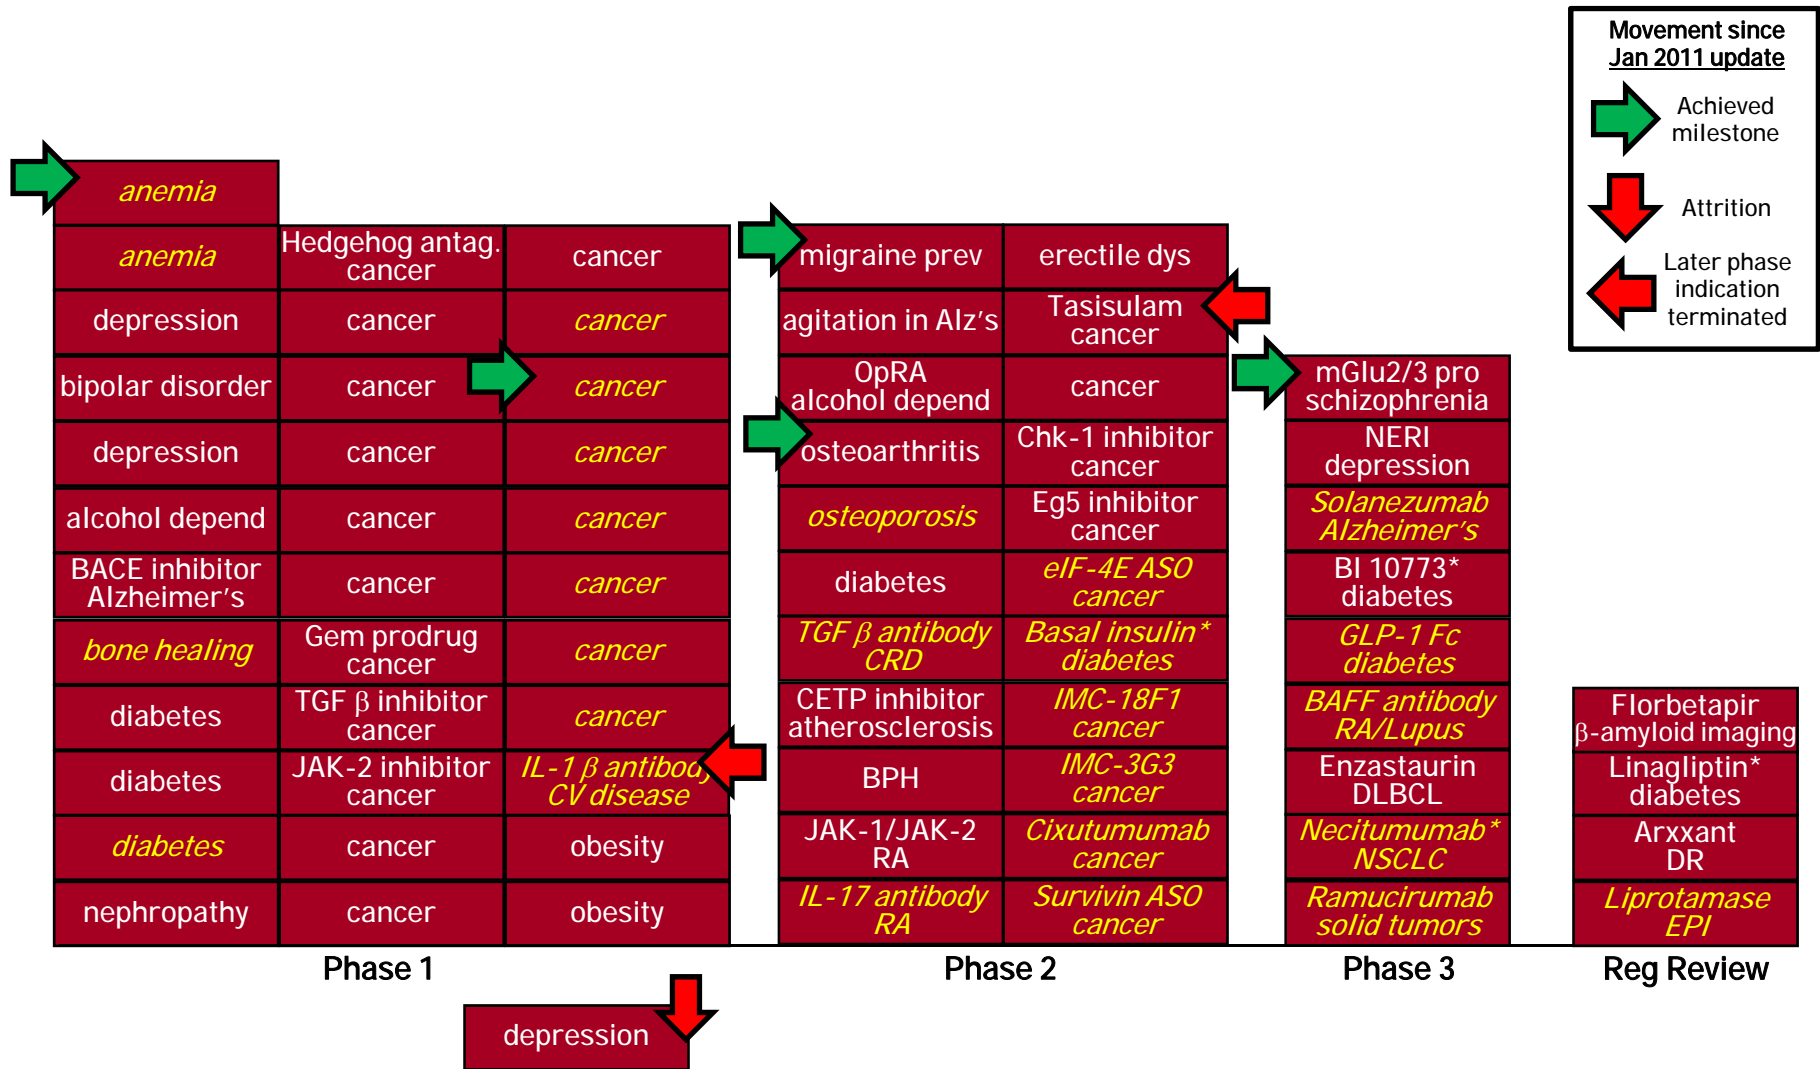 Movement since
Jan 2011 update
Achieved
milestone
Attrition
Later phase
indication
terminated
anemia
anemia
depression
bipolar disorder
depression
alcohol depend
BACE inhibitor
Alzheimer's
bone healing
diabetes
diabetes
diabetes
nephropathy
Hedgehog antag.
cancer
cancer
cancer
cancer
cancer
cancer
Gem prodrug
cancer
TGF β inhibitor
cancer
JAK-2 inhibitor
cancer
cancer
cancer
cancer
cancer
cancer
cancer
cancer
cancer
cancer
cancer
IL-1 β antibody
CV disease
obesity
obesity
Phase 1
migraine prev
agitation in Alz's
OpRA
alcohol depend
osteoarthritis
osteoporosis
diabetes
TGF β antibody
CRD
CETP inhibitor
atherosclerosis
BPH
JAK-1/JAK-2
RA
IL-17 antibody
RA
erectile dys
Tasisulam
cancer
cancer
Chk-1 inhibitor
cancer
Eg5 inhibitor
cancer
eIF-4E ASO
cancer
Basal insulin*
diabetes
IMC-18F1
cancer
IMC-3G3
cancer
Cixutumumab
cancer
Survivin ASO
cancer
Phase 2
mGlu2/3 pro
schizophrenia
NERI
depression
Solanezumab
Alzheimer's
BI 10773*
diabetes
GLP-1 Fc
diabetes
BAFF antibody
RA/Lupus
Enzastaurin
DLBCL
Necitumumab*
NSCLC
Ramucirumab
solid tumors
Phase 3
Florbetapir
β-amyloid imaging
Linagliptin*
diabetes
Arxxant
DR
Liprotamase
EPI
Reg Review
depression